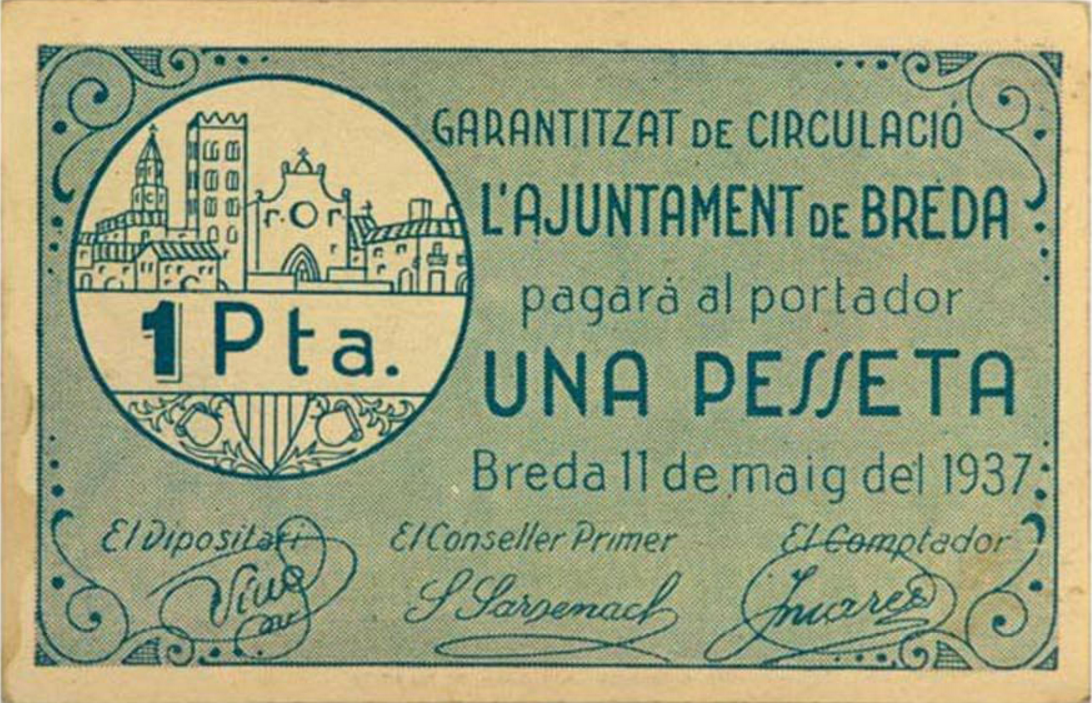 GARANTITZAT DE CIRCULACIÓ
L'AJUNTAMENT DE BREDA
pagará al portador
UNA PESSETA
1 Pta.
Breda 11 de maig del 1937
El Dipositari El Conseller Primer El Comptador